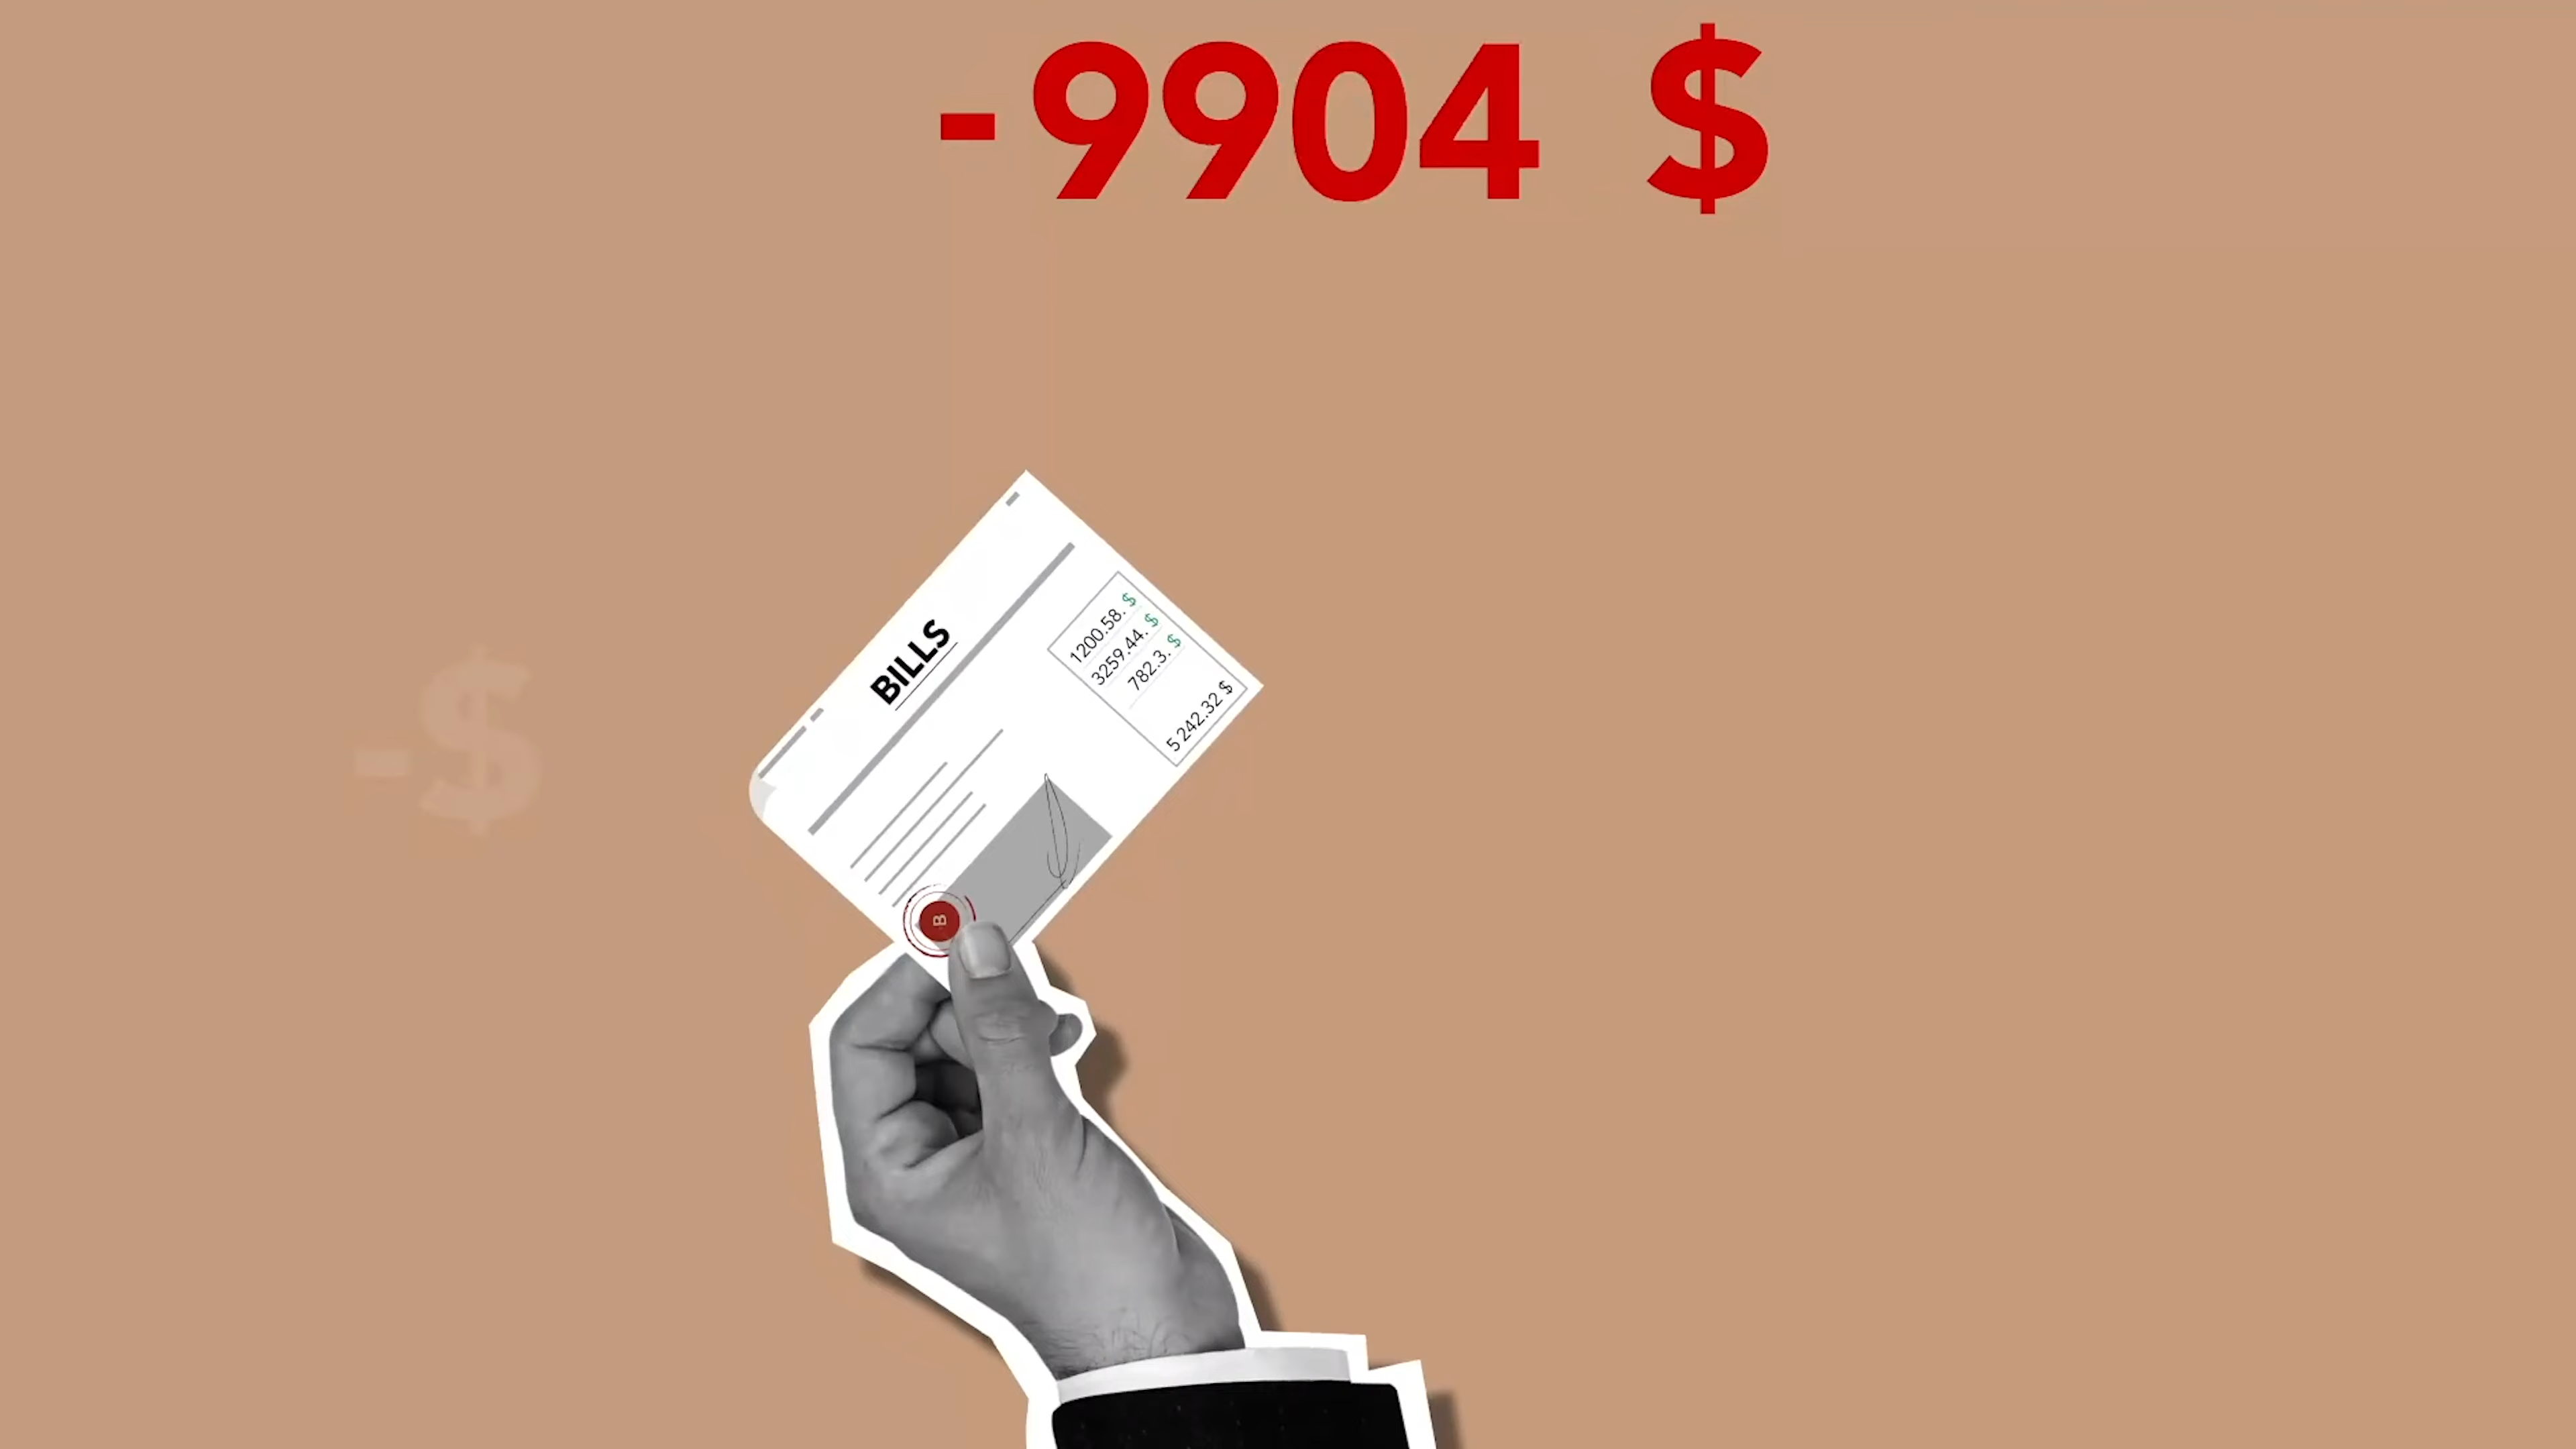 -9904 $
-$
BILLS
1200.58. $
3259.44. $
782.3. $
5 242.32 $
B